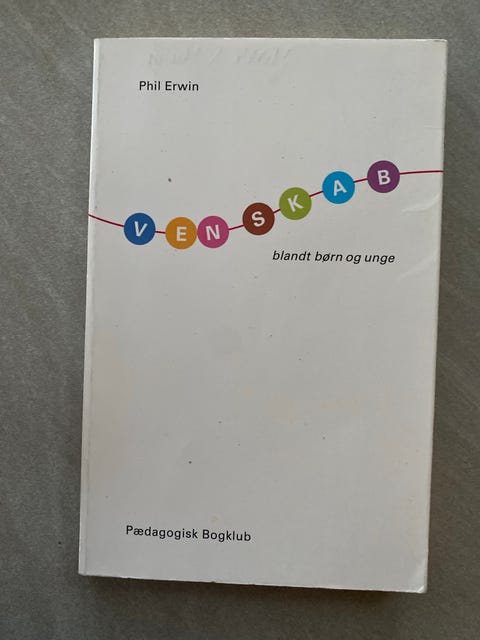 Phil Erwin
VENSKAB
blandt børn og unge
Pædagogisk Bogklub